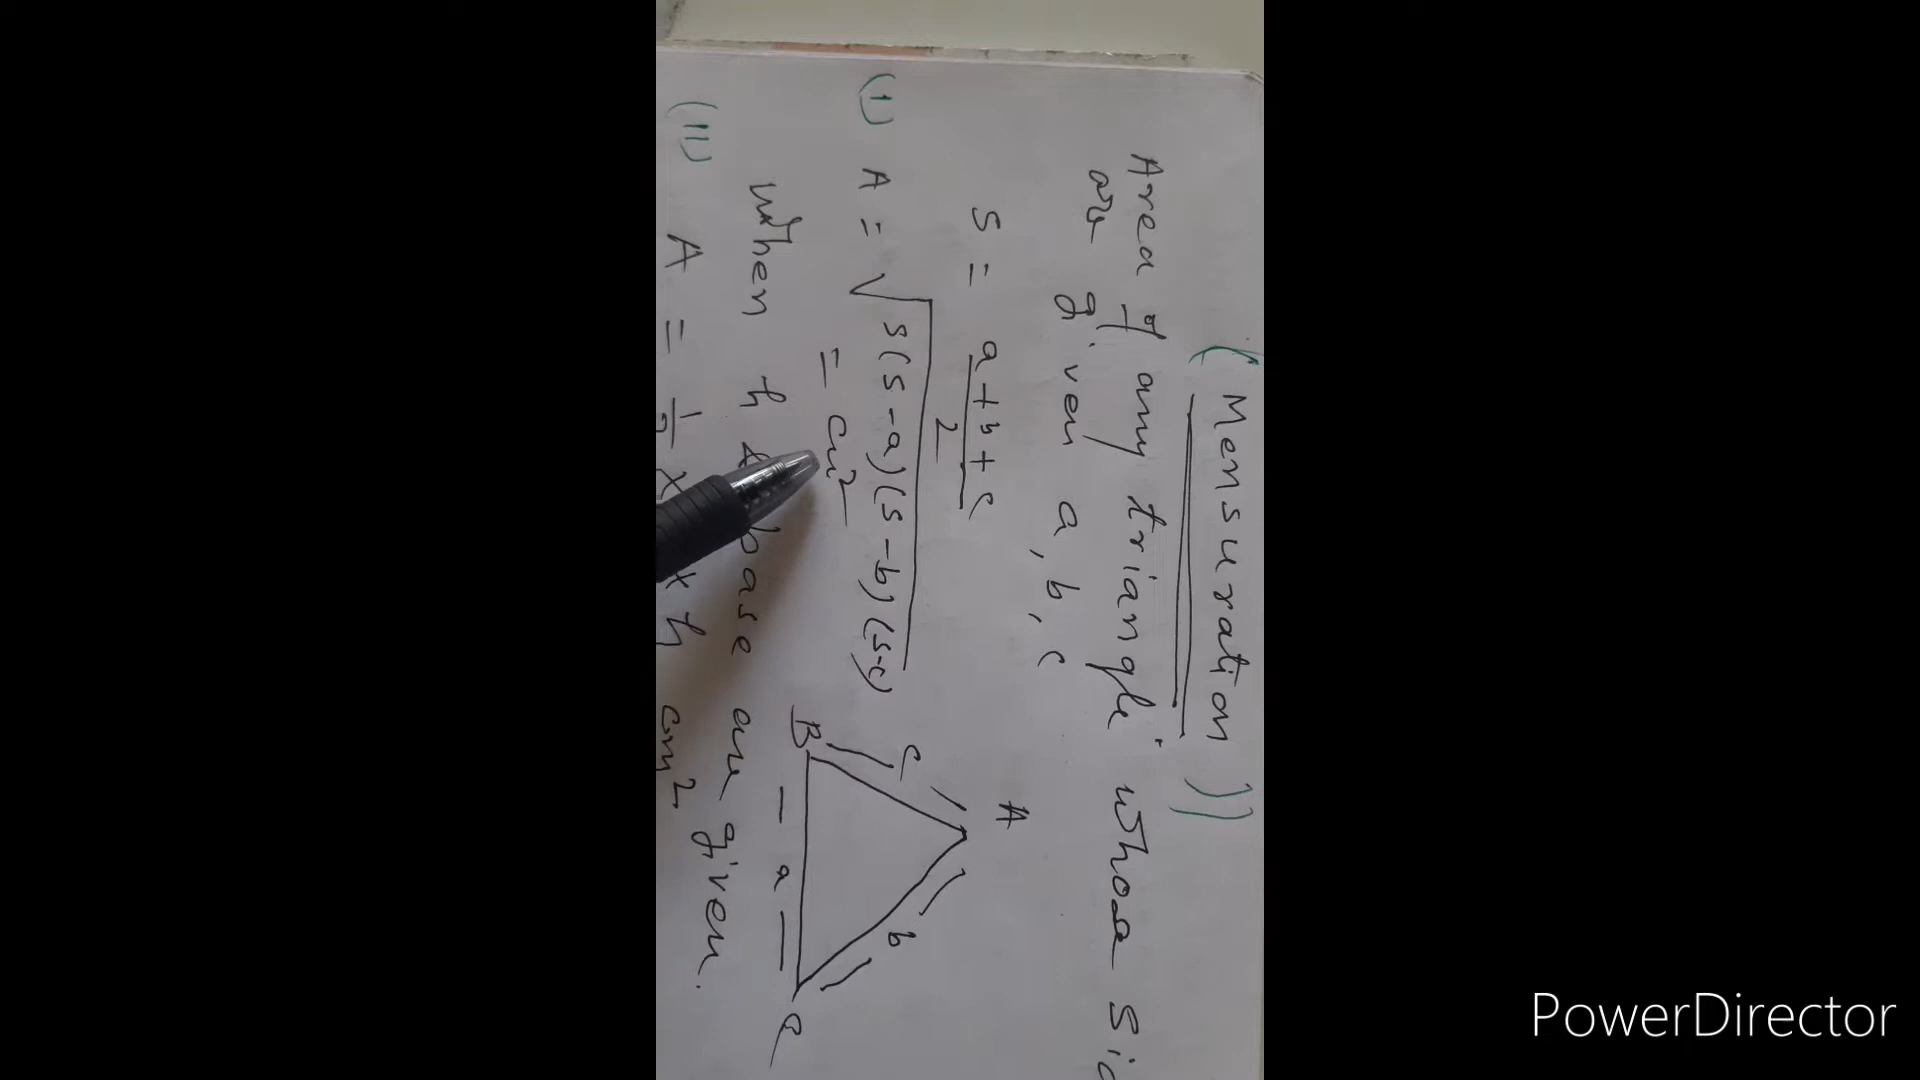 (( Mensuration ))
Area of any triangle whose
are given a, b, c
S = a + b + c / 2
(I) A = √ S(S-a)(S-b)(S-c)
= cm²
A
c
b
B
a
C
When h base are given.
(II) A = 1/2 × × h cm²
PowerDirector